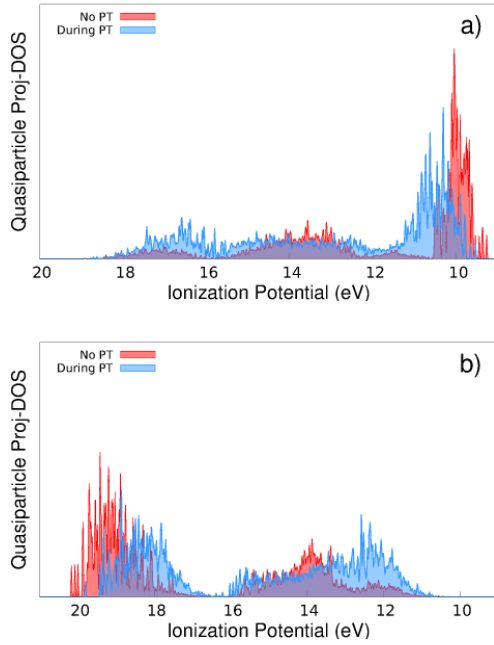 No PT
During PT
a)
Quasiparticle Proj-DOS
20 18 16 14 12 10
Ionization Potential (eV)
No PT
During PT
b)
Quasiparticle Proj-DOS
20 18 16 14 12 10
Ionization Potential (eV)